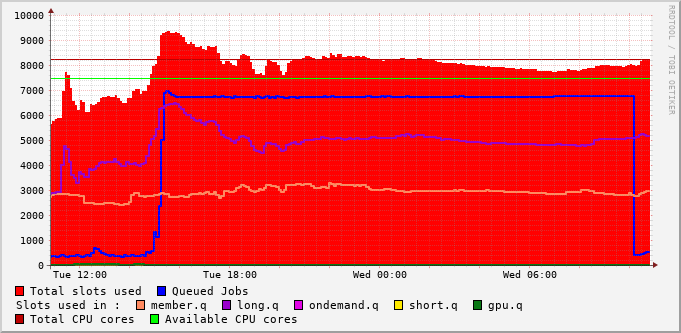 10000
9000
8000
7000
6000
5000
4000
3000
2000
1000
0
Tue 12:00 Tue 18:00 Wed 00:00 Wed 06:00
RRDTOOL / TOBI OETIKER
Total slots used Queued Jobs
Slots used in : member.q long.q ondemand.q short.q gpu.q
Total CPU cores Available CPU cores